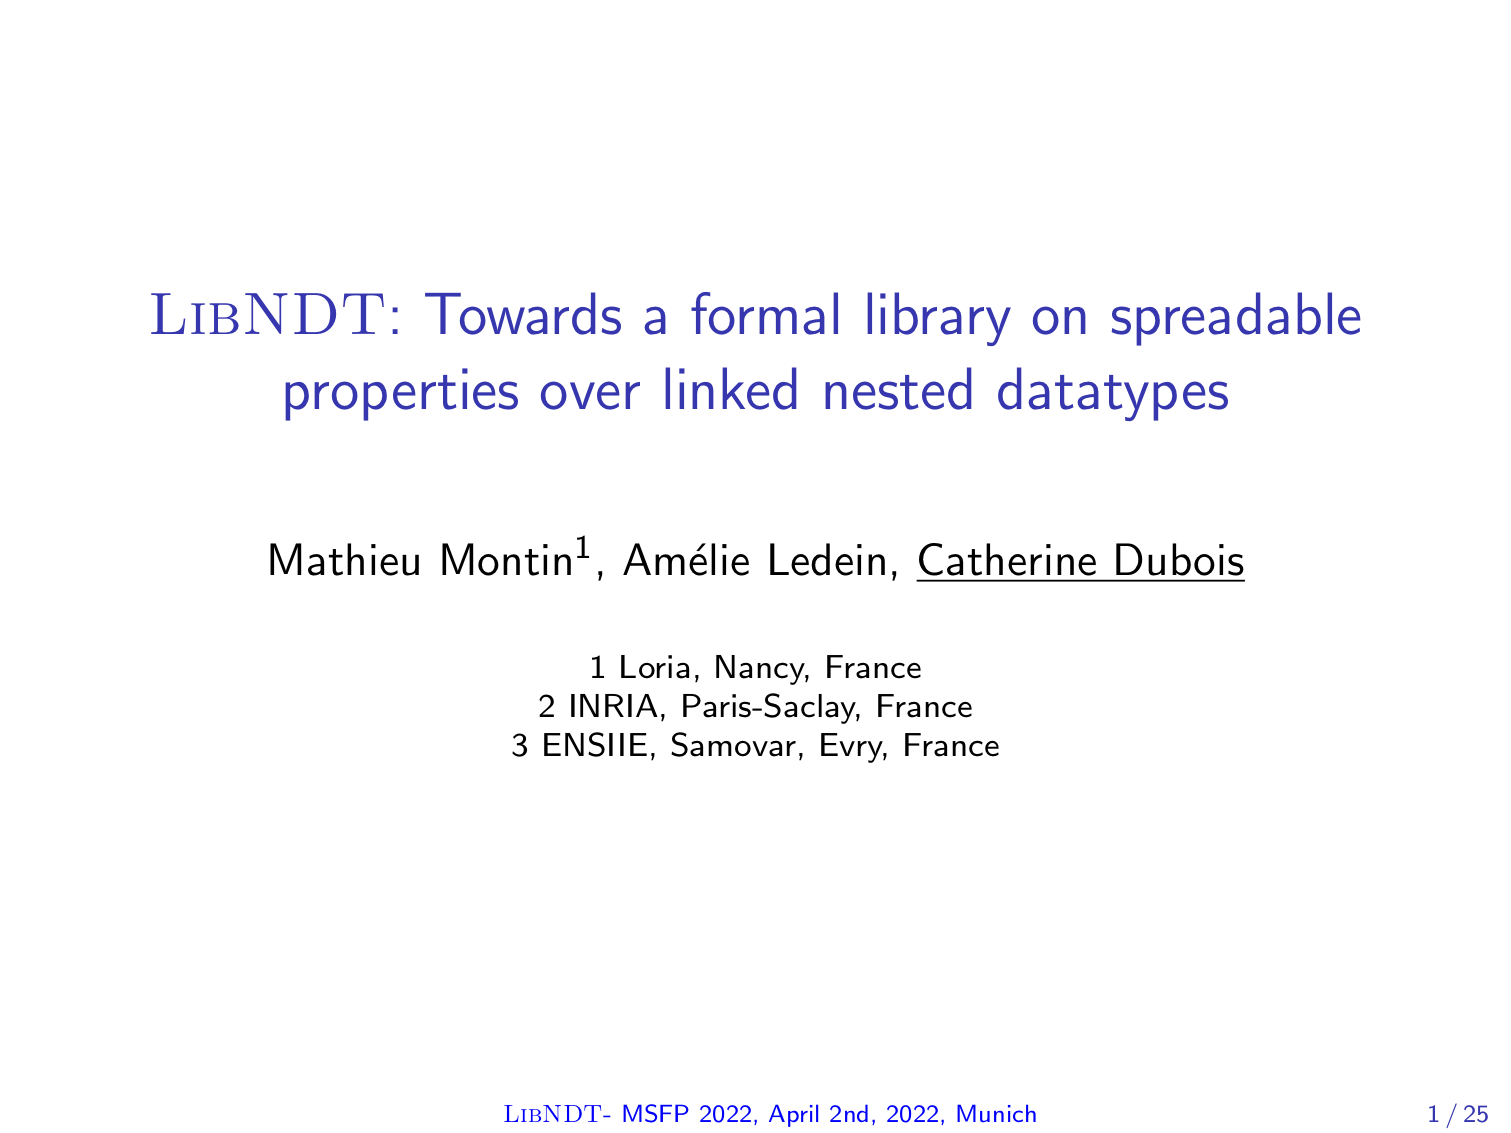 LibNDT: Towards a formal library on spreadable
properties over linked nested datatypes
Mathieu Montin¹, Amélie Ledein, Catherine Dubois
1 Loria, Nancy, France
2 INRIA, Paris-Saclay, France
3 ENSIIE, Samovar, Evry, France
LibNDT- MSFP 2022, April 2nd, 2022, Munich
1 / 25